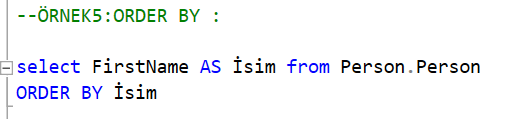 --ÖRNEK5:ORDER BY :
select FirstName AS İsim from Person.Person
ORDER BY İsim